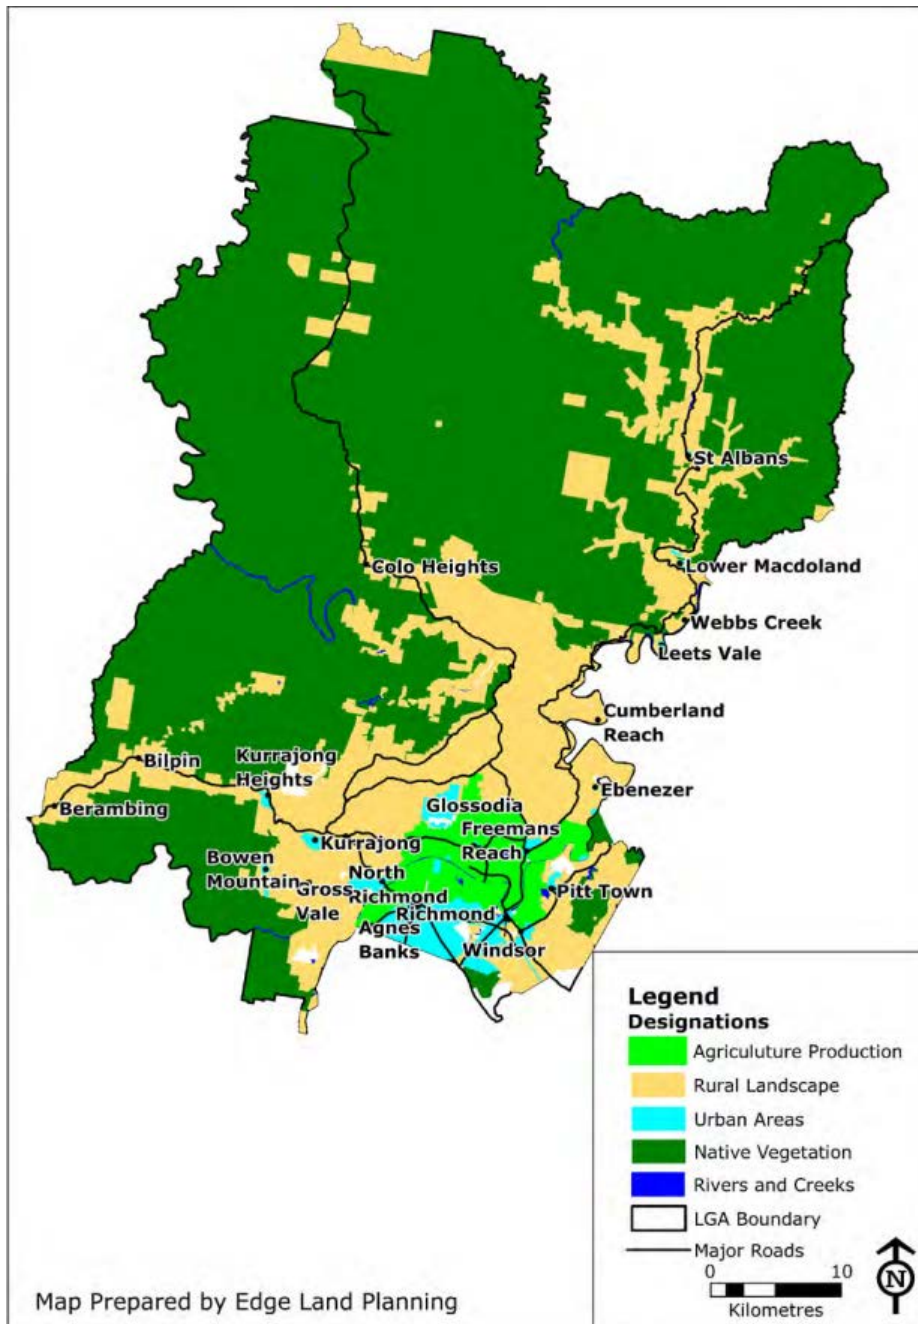 St Albans
Colo Heights
Lower Macdoland
Webbs Creek
Leets Vale
Cumberland
Reach
Bilpin
Kurrajong
Heights
Berambing
Ebenezer
Glossodia
Freemans
Reach
Kurrajong
Bowen
Mountain
Gross
Vale
North
Richmond
Pitt Town
Richmond
Agnes
Banks
Windsor
Legend
Designations
Agriculuture Production
Rural Landscape
Urban Areas
Native Vegetation
Rivers and Creeks
LGA Boundary
Major Roads
0 10
Kilometres
N
Map Prepared by Edge Land Planning